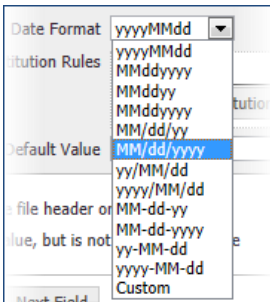 Date Format yyyyMMdd
yyyyMMdd
titution Rules MMddyyyy
MMddyy
MMddyyyy
MM/dd/yy
Default Value MM/dd/yyyy
yy/MM/dd
yyyy/MM/dd
file header or MM-dd-yy
MM-dd-yyyy
alue, but is not yy-MM-dd
yyyy-MM-dd
Custom
Next Field